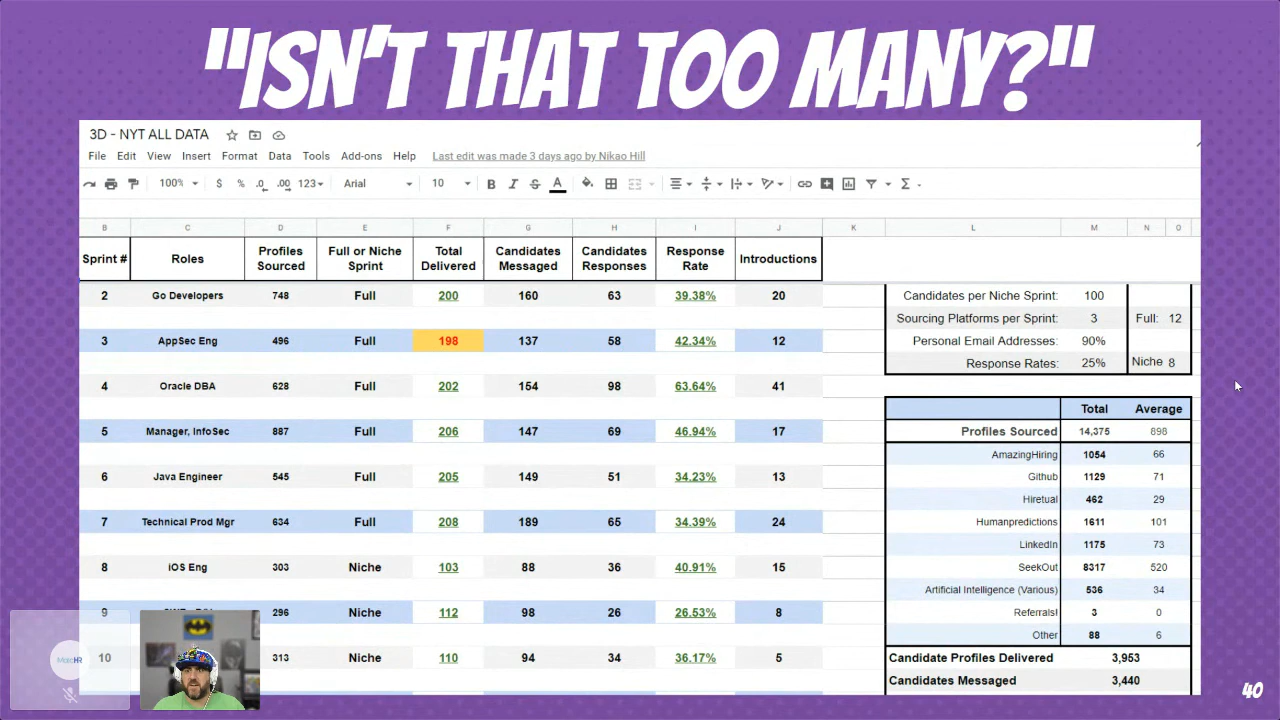 "ISN'T THAT TOO MANY?"
3D - NYT ALL DATA
File Edit View Insert Format Data Tools Add-ons Help Last edit was made 3 days ago by Nikao Hill
100% $ % .0 .00 123 Arial 10 B I S A
B C D E F G H I J K L M N O
Sprint # Roles Profiles Sourced Full or Niche Sprint Total Delivered Candidates Messaged Candidates Responses Response Rate Introductions
2 Go Developers 748 Full 200 160 63 39.38% 20
3 AppSec Eng 496 Full 198 137 58 42.34% 12
4 Oracle DBA 628 Full 202 154 98 63.64% 41
5 Manager, InfoSec 887 Full 206 147 69 46.94% 17
6 Java Engineer 545 Full 205 149 51 34.23% 13
7 Technical Prod Mgr 634 Full 208 189 65 34.39% 24
8 iOS Eng 303 Niche 103 88 36 40.91% 15
9 296 Niche 112 98 26 26.53% 8
10 313 Niche 110 94 34 36.17% 5
Candidates per Niche Sprint: 100
Sourcing Platforms per Sprint: 3 Full: 12
Personal Email Addresses: 90%
Response Rates: 25% Niche 8
Total Average
Profiles Sourced 14,375 898
AmazingHiring 1054 66
Github 1129 71
Hiretual 462 29
Humanpredictions 1611 101
LinkedIn 1175 73
SeekOut 8317 520
Artificial Intelligence (Various) 536 34
Referrals! 3 0
Other 88 6
Candidate Profiles Delivered 3,953
Candidates Messaged 3,440
40